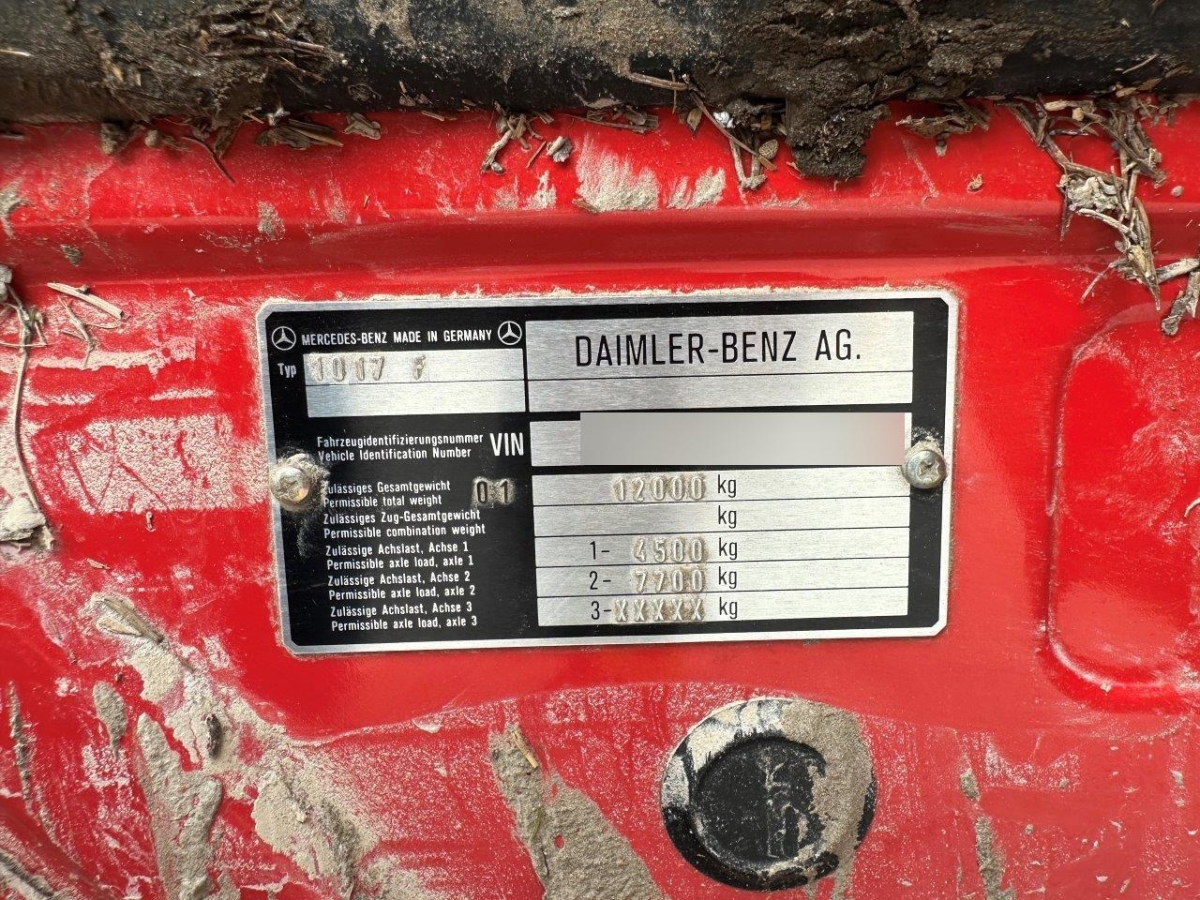 MERCEDES-BENZ MADE IN GERMANY
DAIMLER-BENZ AG.
Typ 1017 F
Fahrzeugidentifizierungsnummer
Vehicle Identification Number
VIN
Zulässiges Gesamtgewicht
Permissible total weight
01
12000 kg
Zulässiges Zug-Gesamtgewicht
Permissible combination weight
kg
Zulässige Achslast, Achse 1
Permissible axle load, axle 1
1- 4500 kg
Zulässige Achslast, Achse 2
Permissible axle load, axle 2
2- 7700 kg
Zulässige Achslast, Achse 3
Permissible axle load, axle 3
3-XXXXX kg